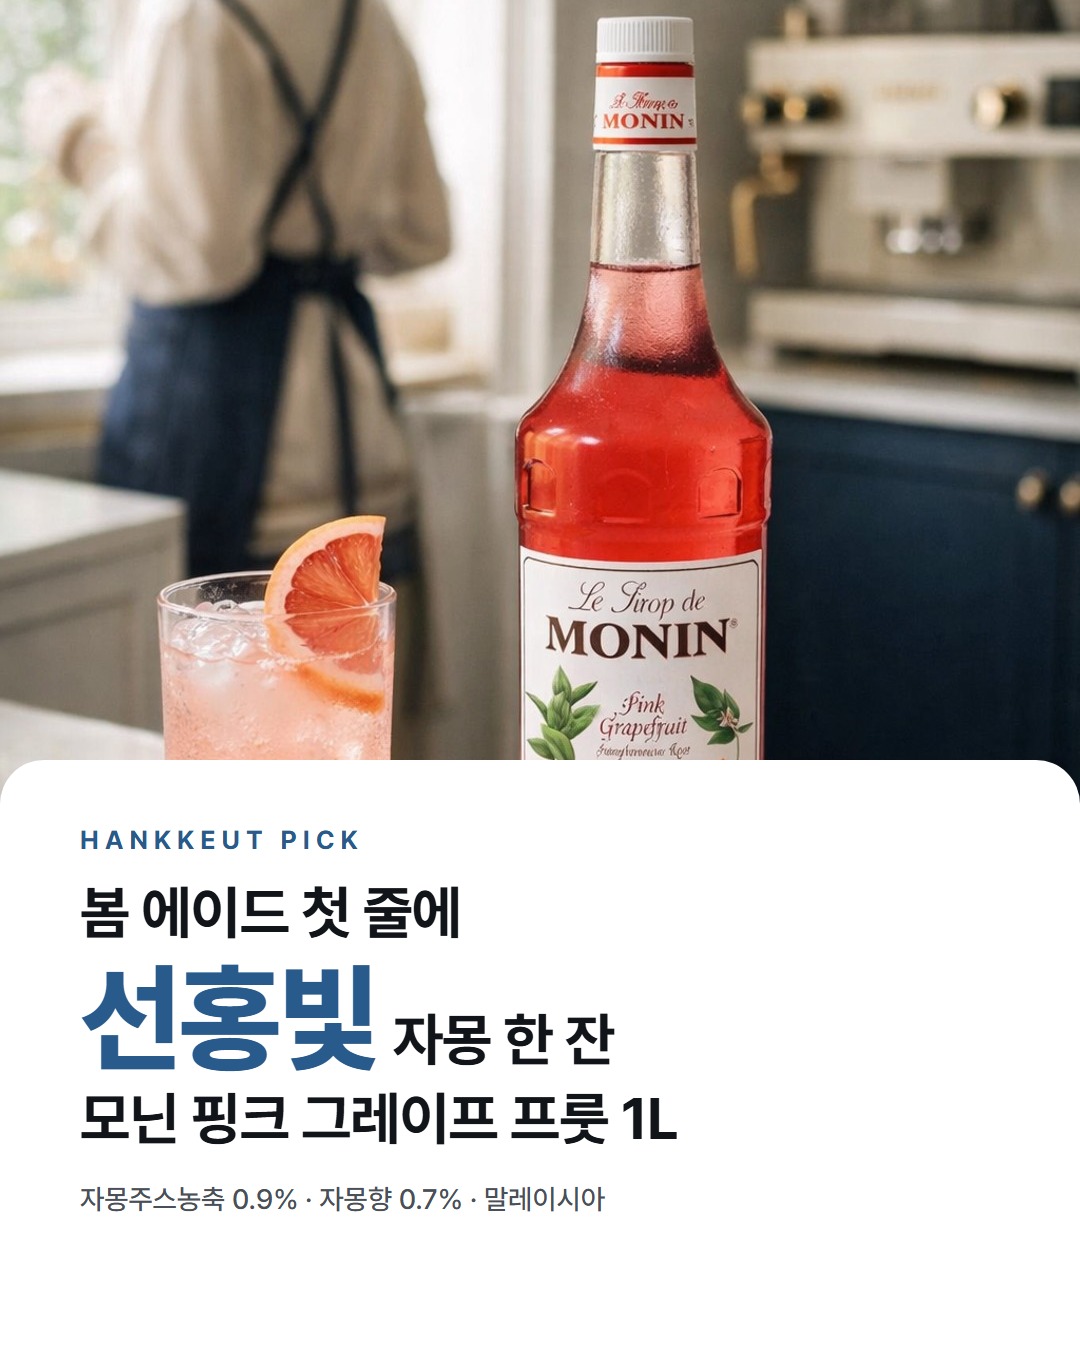 MONIN
Le Sirop de
MONIN®
Pink
Grapefruit
HANKKEUT PICK
봄 에이드 첫 줄에
선홍빛 자몽 한 잔
모닌 핑크 그레이프 프룻 1L
자몽주스농축 0.9% · 자몽향 0.7% · 말레이시아